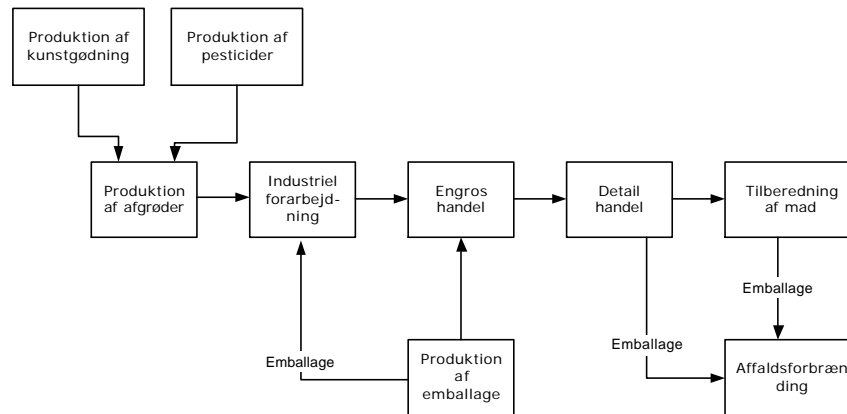 Produktion af
kunstgødning
Produktion af
pesticider
Produktion
af afgrøder
Industriel
forarbejd-
ning
Engros
handel
Detail
handel
Tilberedning
af mad
Emballage
Emballage
Emballage
Produktion
af
emballage
Affaldsforbræn
ding